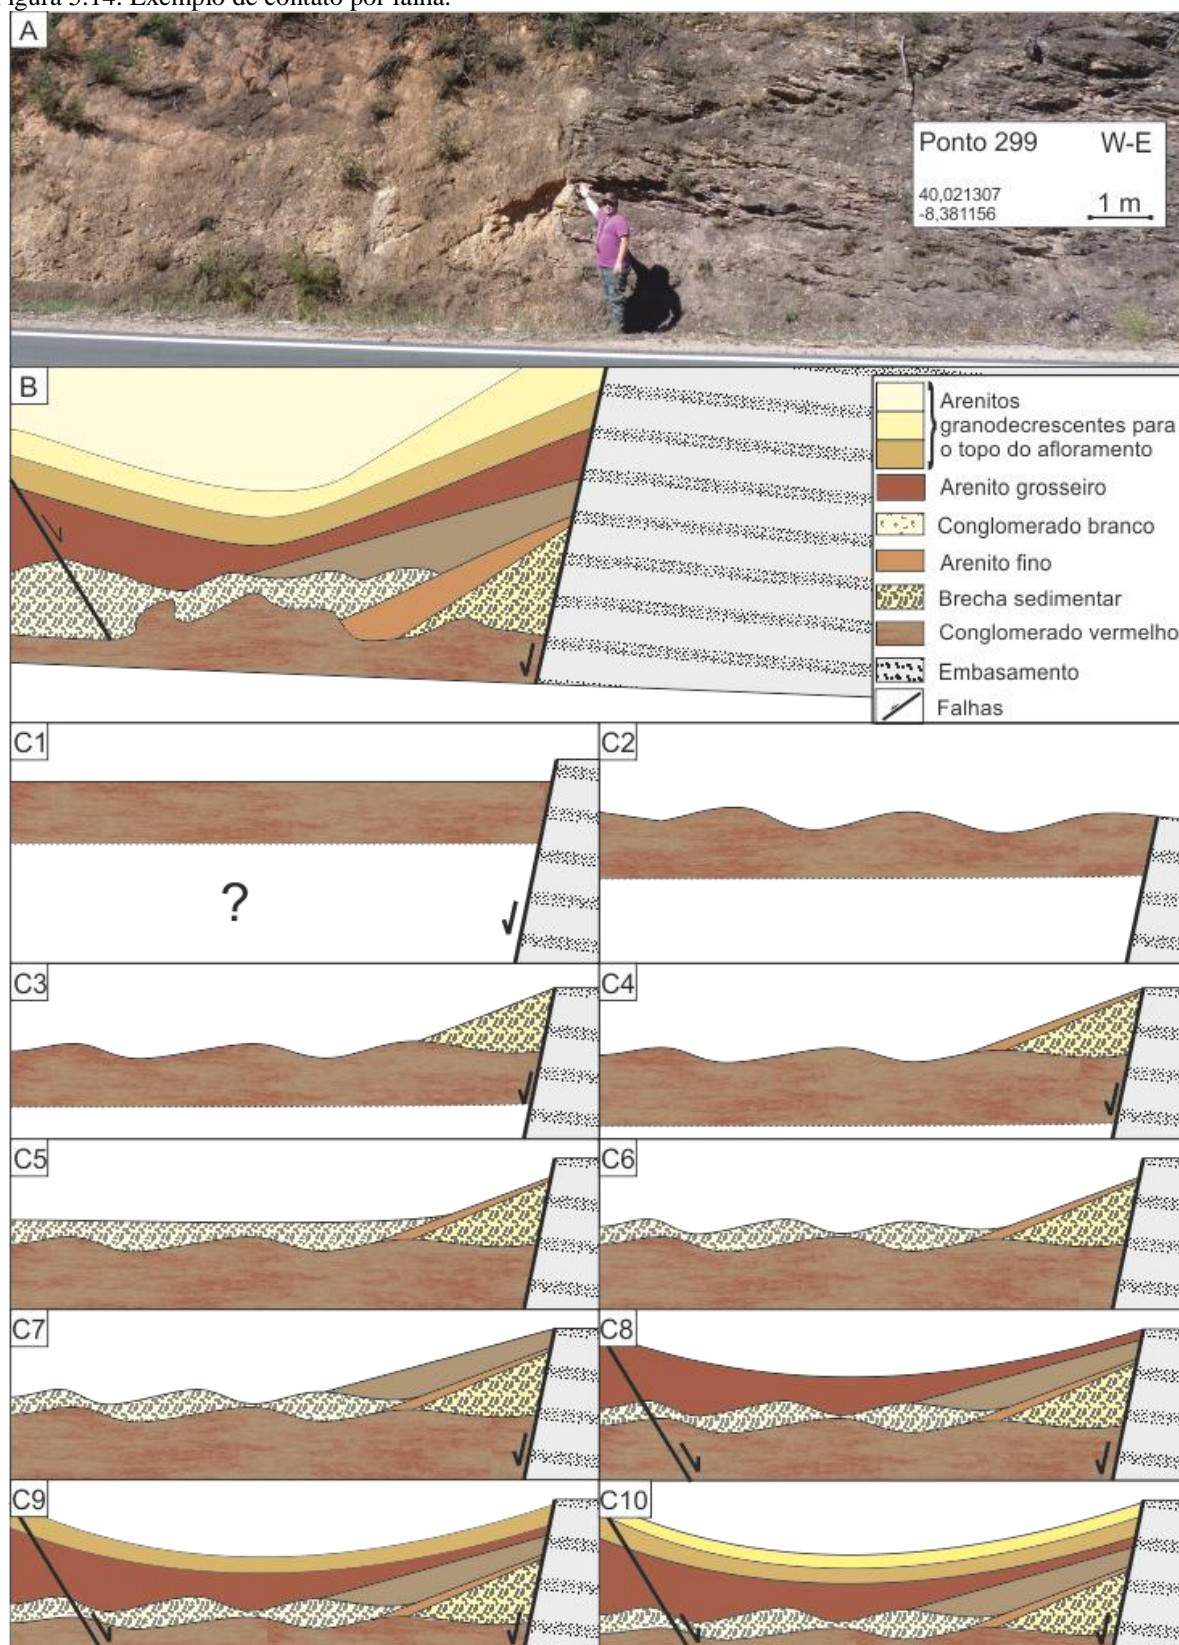 Figura 3.14: Exemplo de contato por falha.
A
Ponto 299 W-E
40,021307
-8,381156
1 m
B
Arenitos
granodecrescentes para
o topo do afloramento
Arenito grosseiro
Conglomerado branco
Arenito fino
Brecha sedimentar
Conglomerado vermelho
Embasamento
Falhas
C1
?
C2
C3
C4
C5
C6
C7
C8
C9
C10